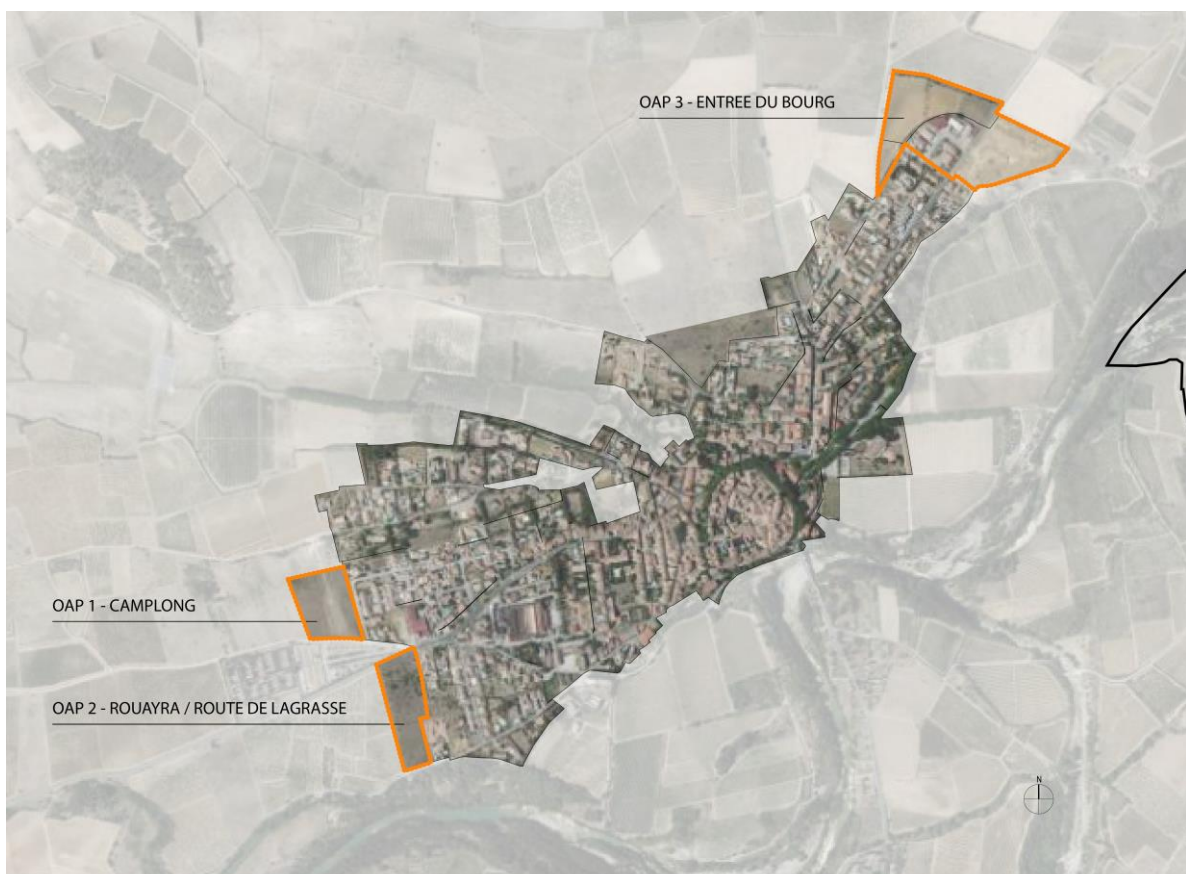 OAP 3 - ENTREE DU BOURG
OAP 1 - CAMPLONG
OAP 2 - ROUAYRA / ROUTE DE LAGRASSE
N